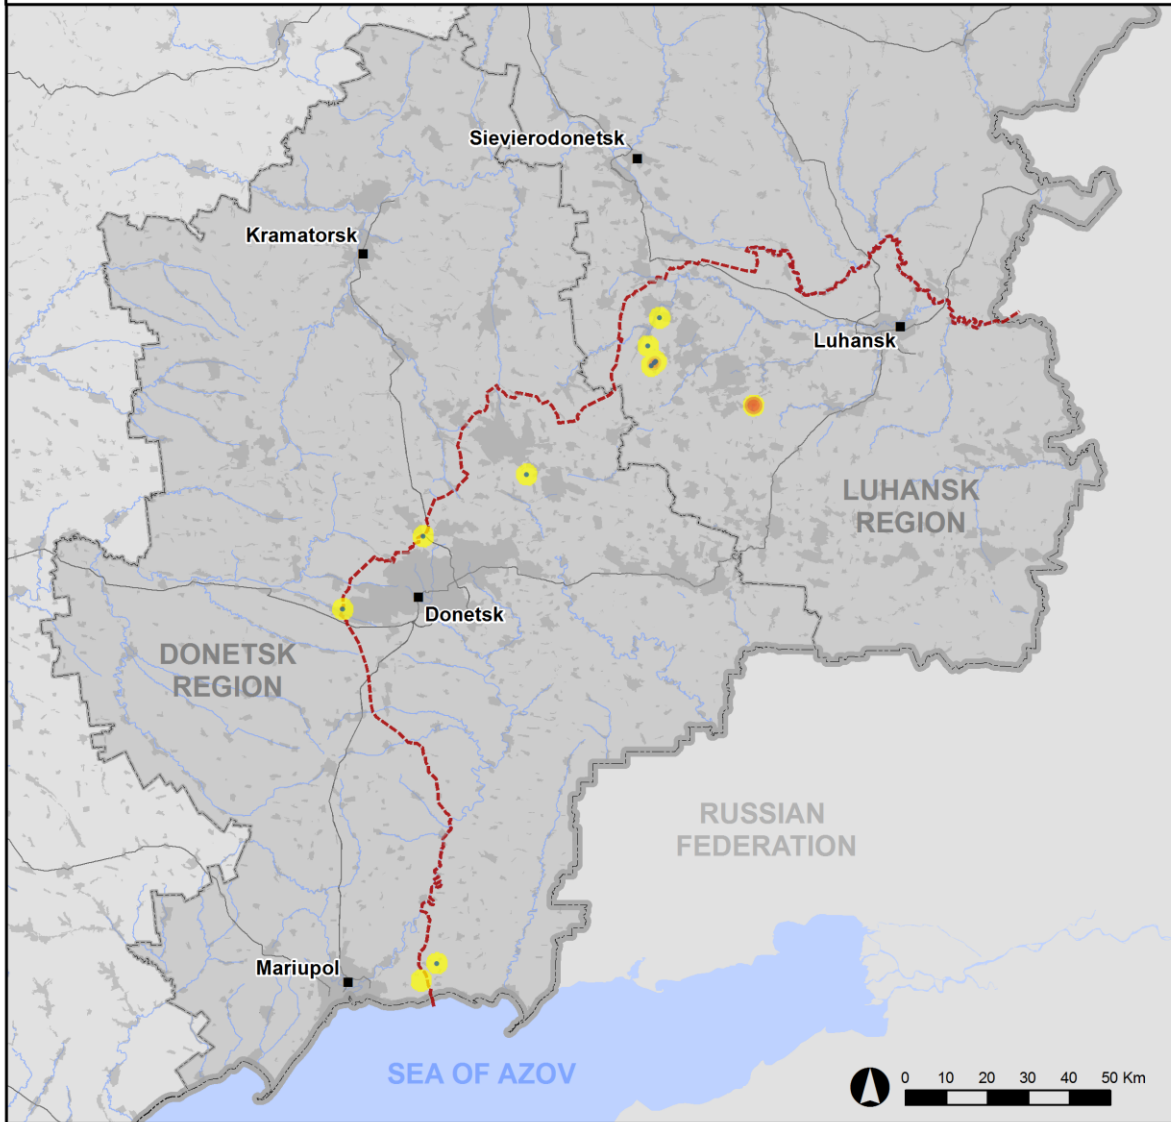 Sievierodonetsk
Kramatorsk
Luhansk
LUHANSK
REGION
Donetsk
DONETSK
REGION
RUSSIAN
FEDERATION
Mariupol
SEA OF AZOV
0 10 20 30 40 50 Km